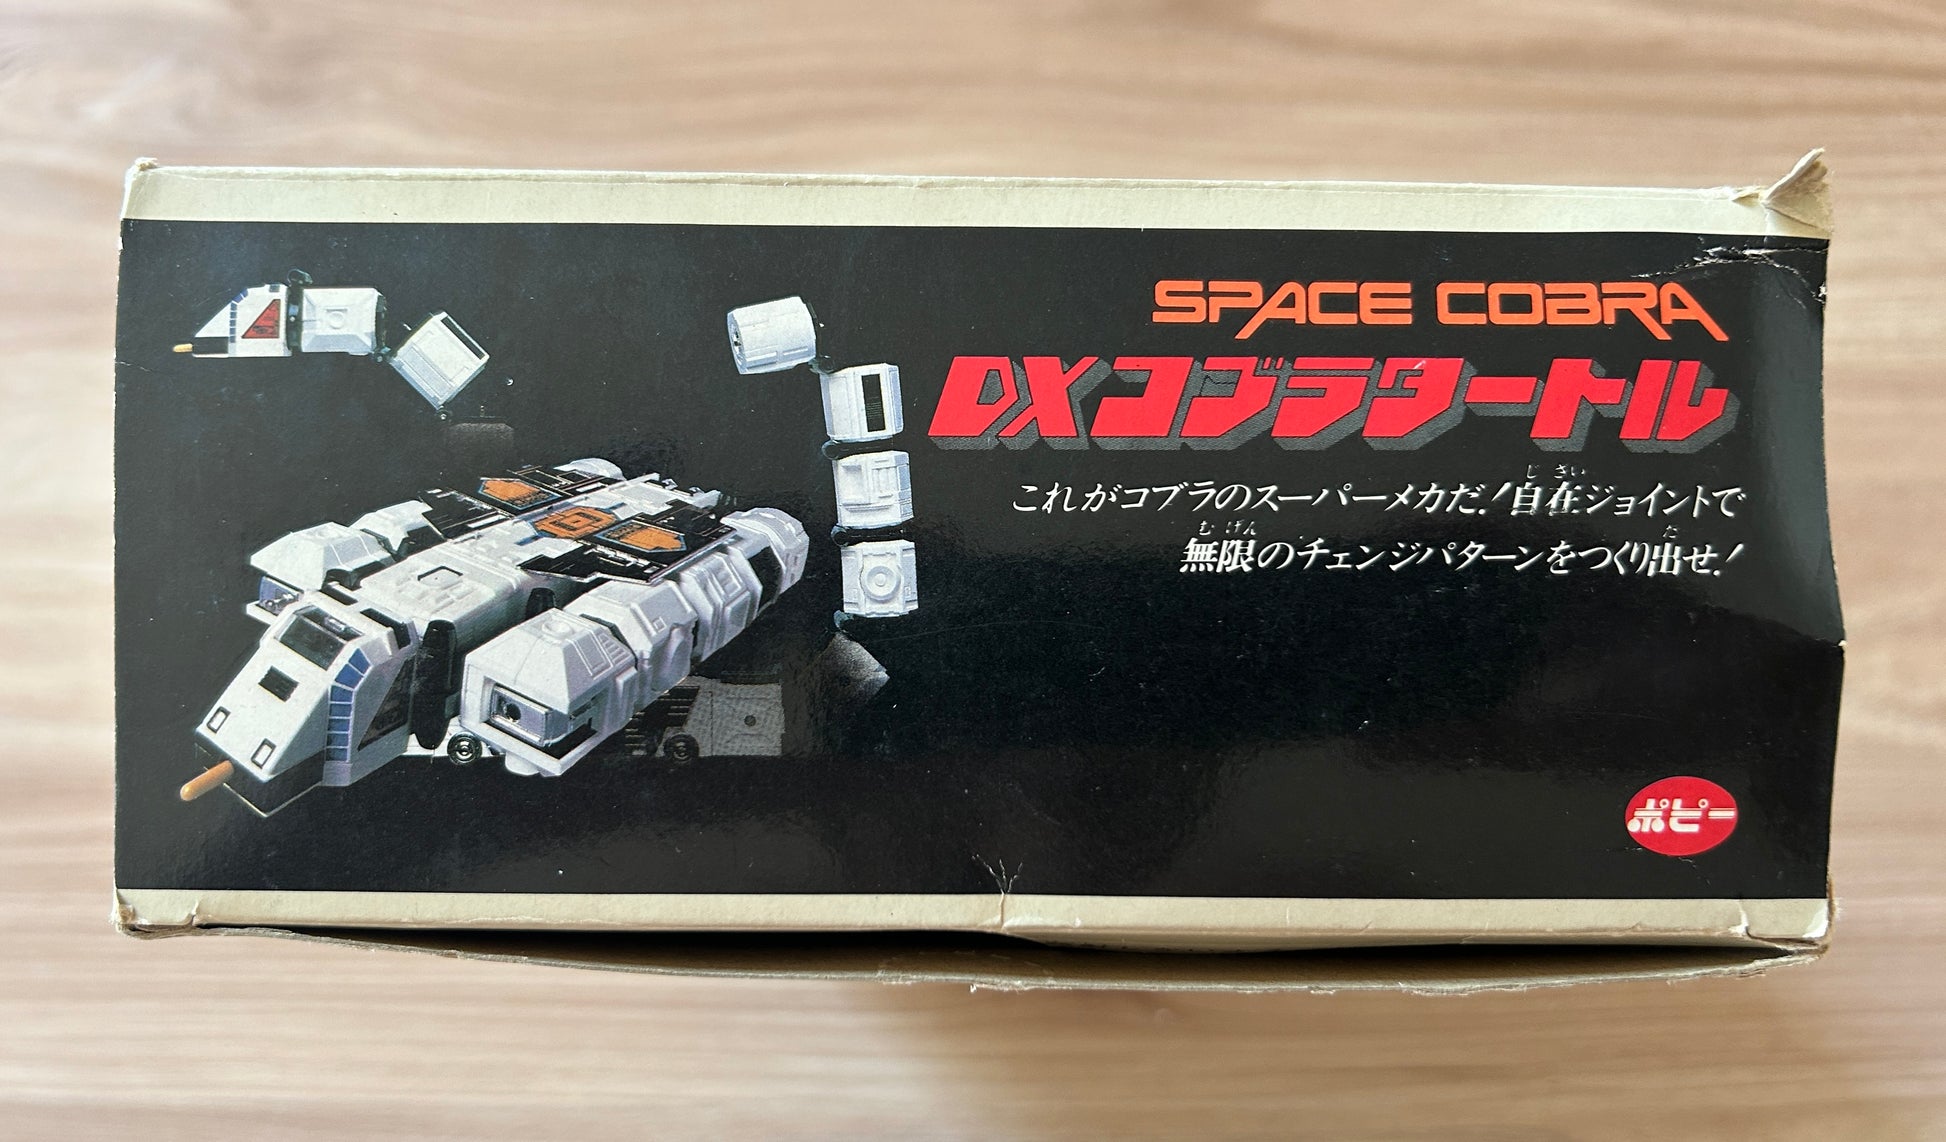 SPACE COBRA
DXコブラタートル
これがコブラのスーパーメカだ!自在ジョイントで
無限のチェンジパターンをつくり出せ!
ポピー